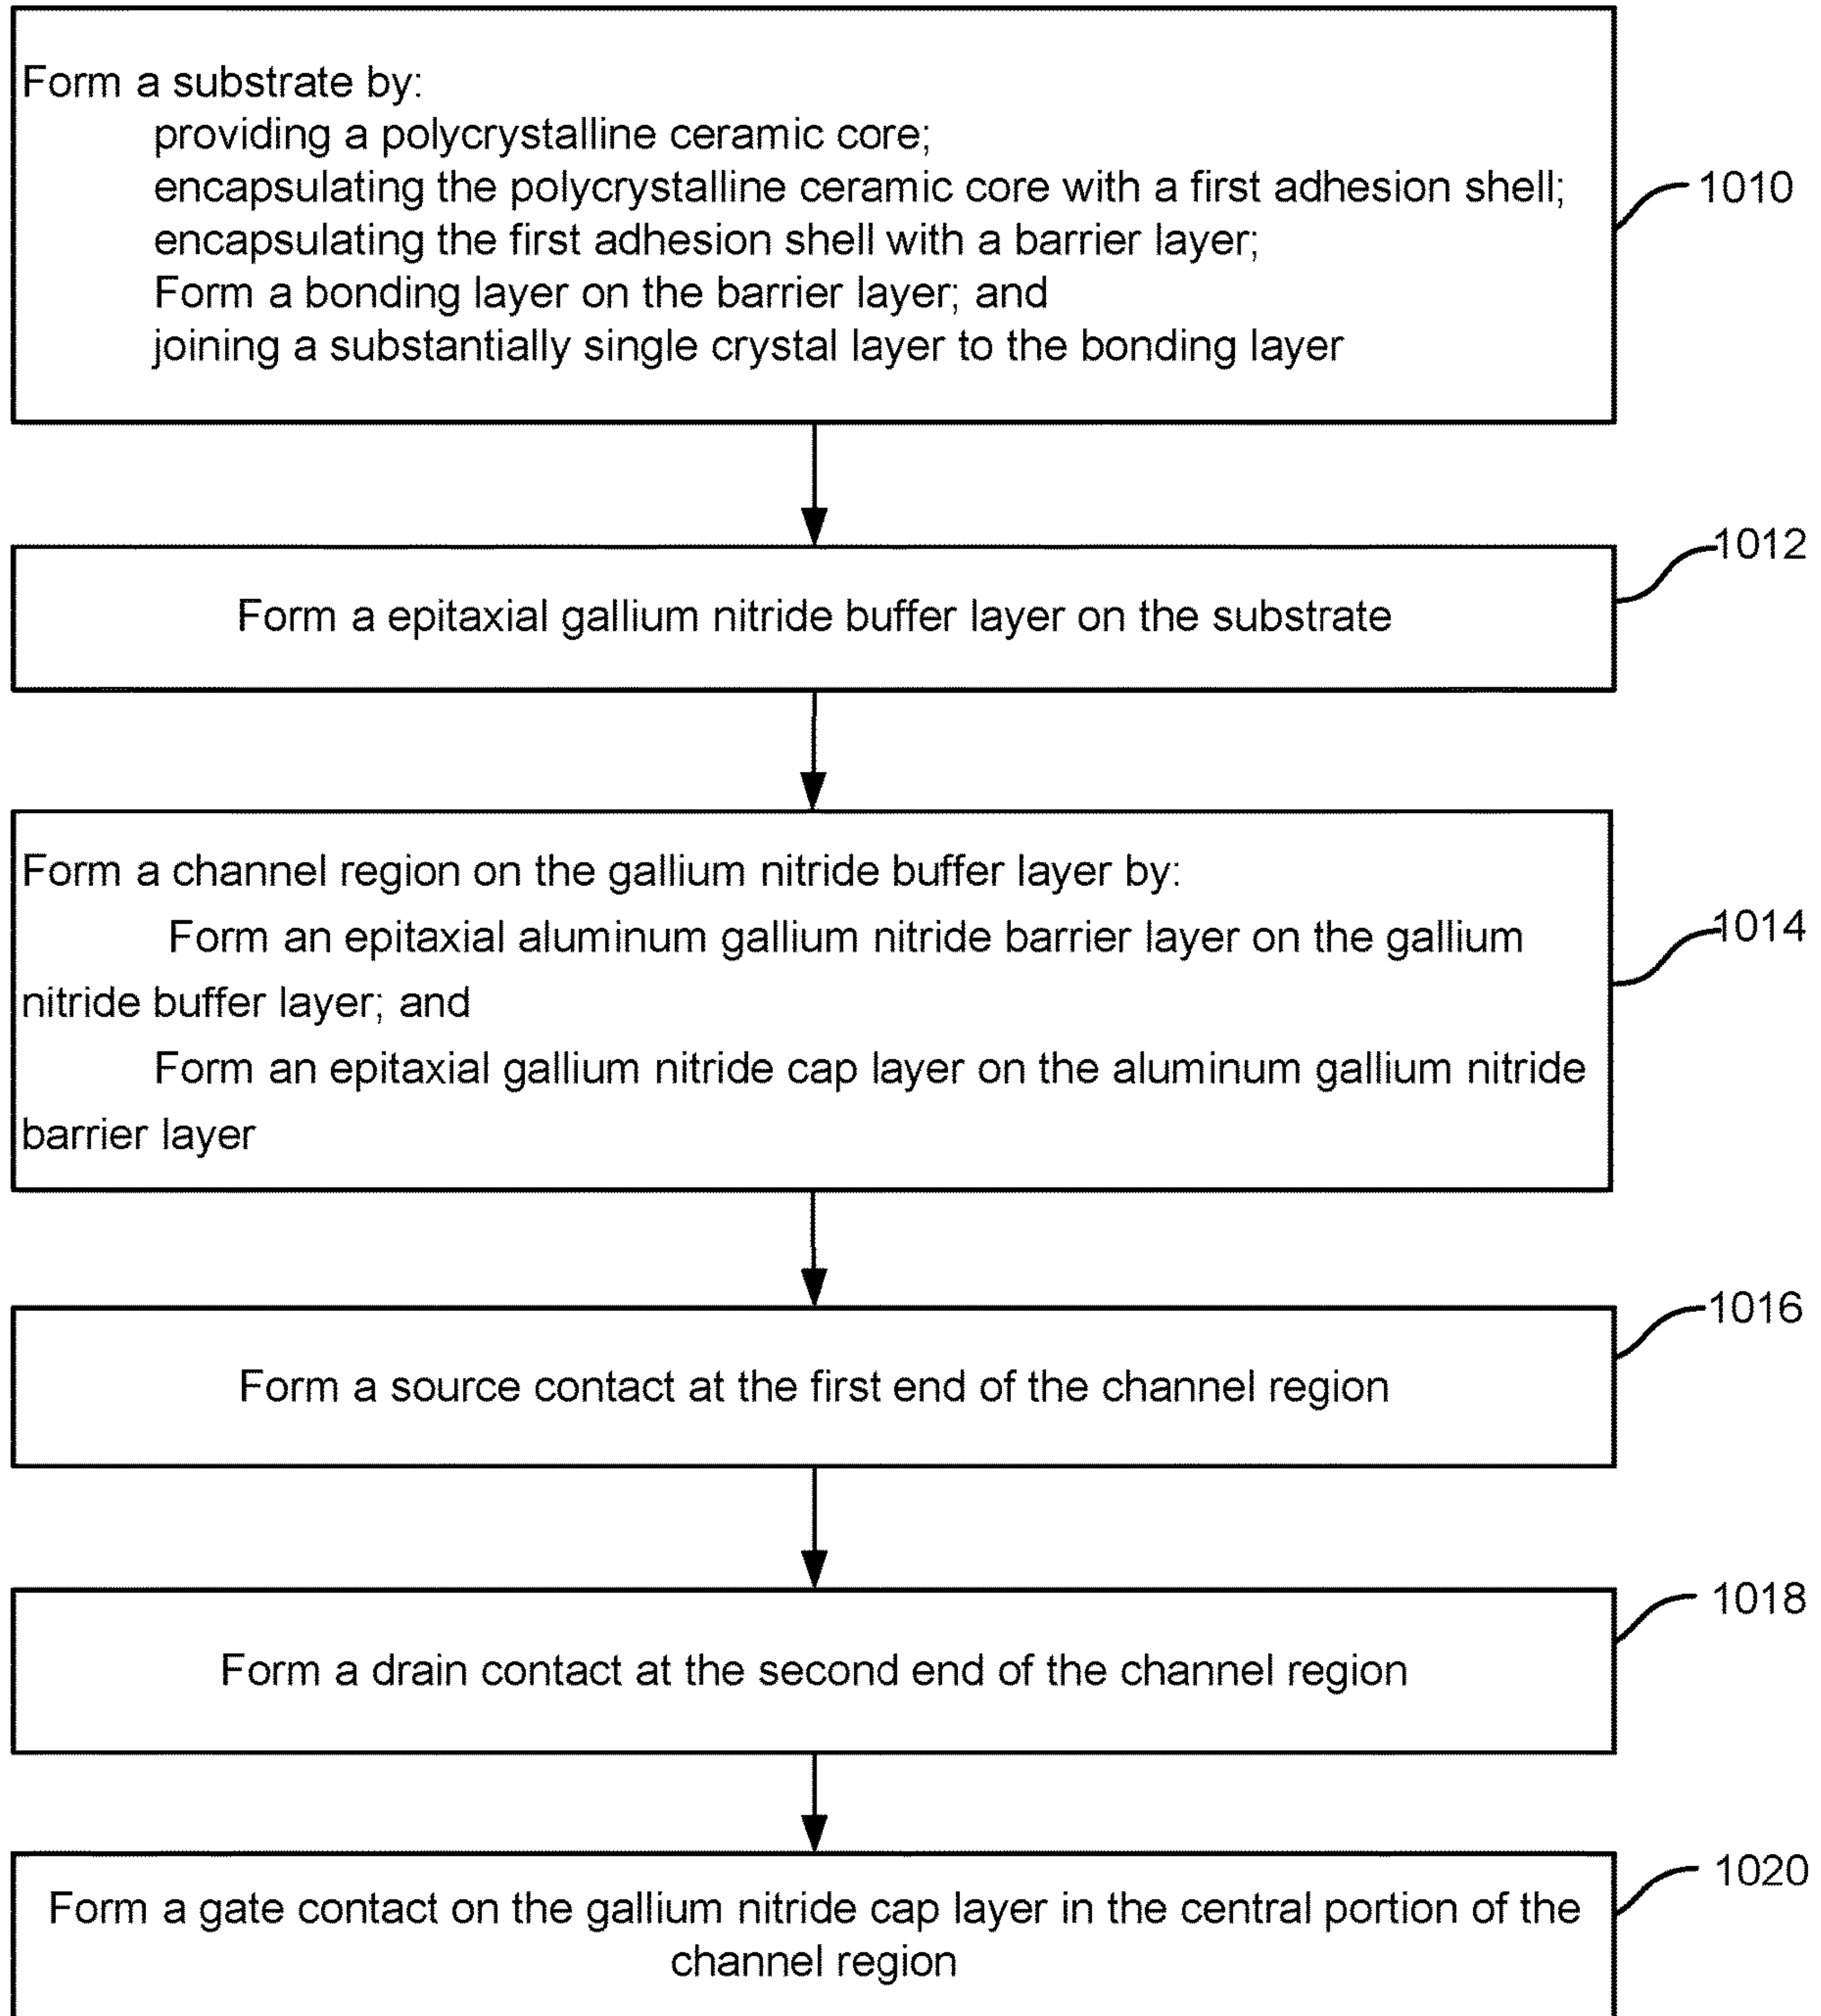 Form a substrate by:
providing a polycrystalline ceramic core;
encapsulating the polycrystalline ceramic core with a first adhesion shell;
encapsulating the first adhesion shell with a barrier layer;
Form a bonding layer on the barrier layer; and
joining a substantially single crystal layer to the bonding layer
1010
Form a epitaxial gallium nitride buffer layer on the substrate
1012
Form a channel region on the gallium nitride buffer layer by:
Form an epitaxial aluminum gallium nitride barrier layer on the gallium
nitride buffer layer; and
Form an epitaxial gallium nitride cap layer on the aluminum gallium nitride
barrier layer
1014
Form a source contact at the first end of the channel region
1016
Form a drain contact at the second end of the channel region
1018
Form a gate contact on the gallium nitride cap layer in the central portion of the
channel region
1020